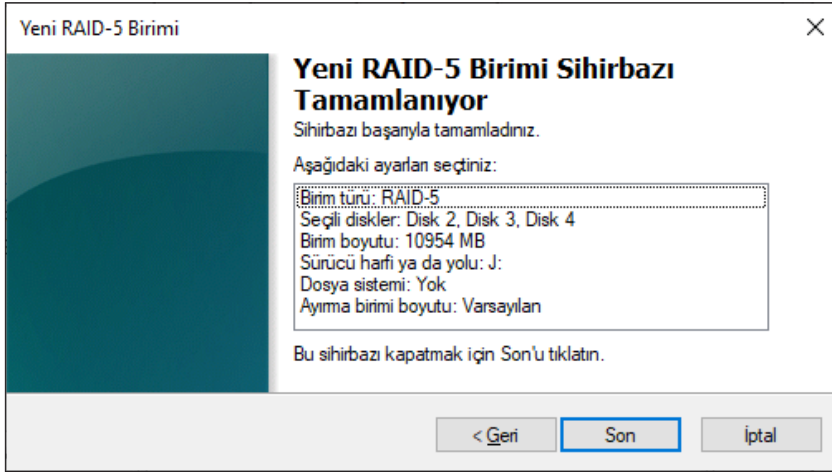 Yeni RAID-5 Birimi
Yeni RAID-5 Birimi Sihirbazı
Tamamlanıyor
Sihirbazı başarıyla tamamladınız.
Aşağıdaki ayarları seçtiniz:
Birim türü: RAID-5
Seçili diskler: Disk 2, Disk 3, Disk 4
Birim boyutu: 10954 MB
Sürücü harfi ya da yolu: J:
Dosya sistemi: Yok
Ayırma birimi boyutu: Varsayılan
Bu sihirbazı kapatmak için Son'u tıklatın.
< Geri Son İptal